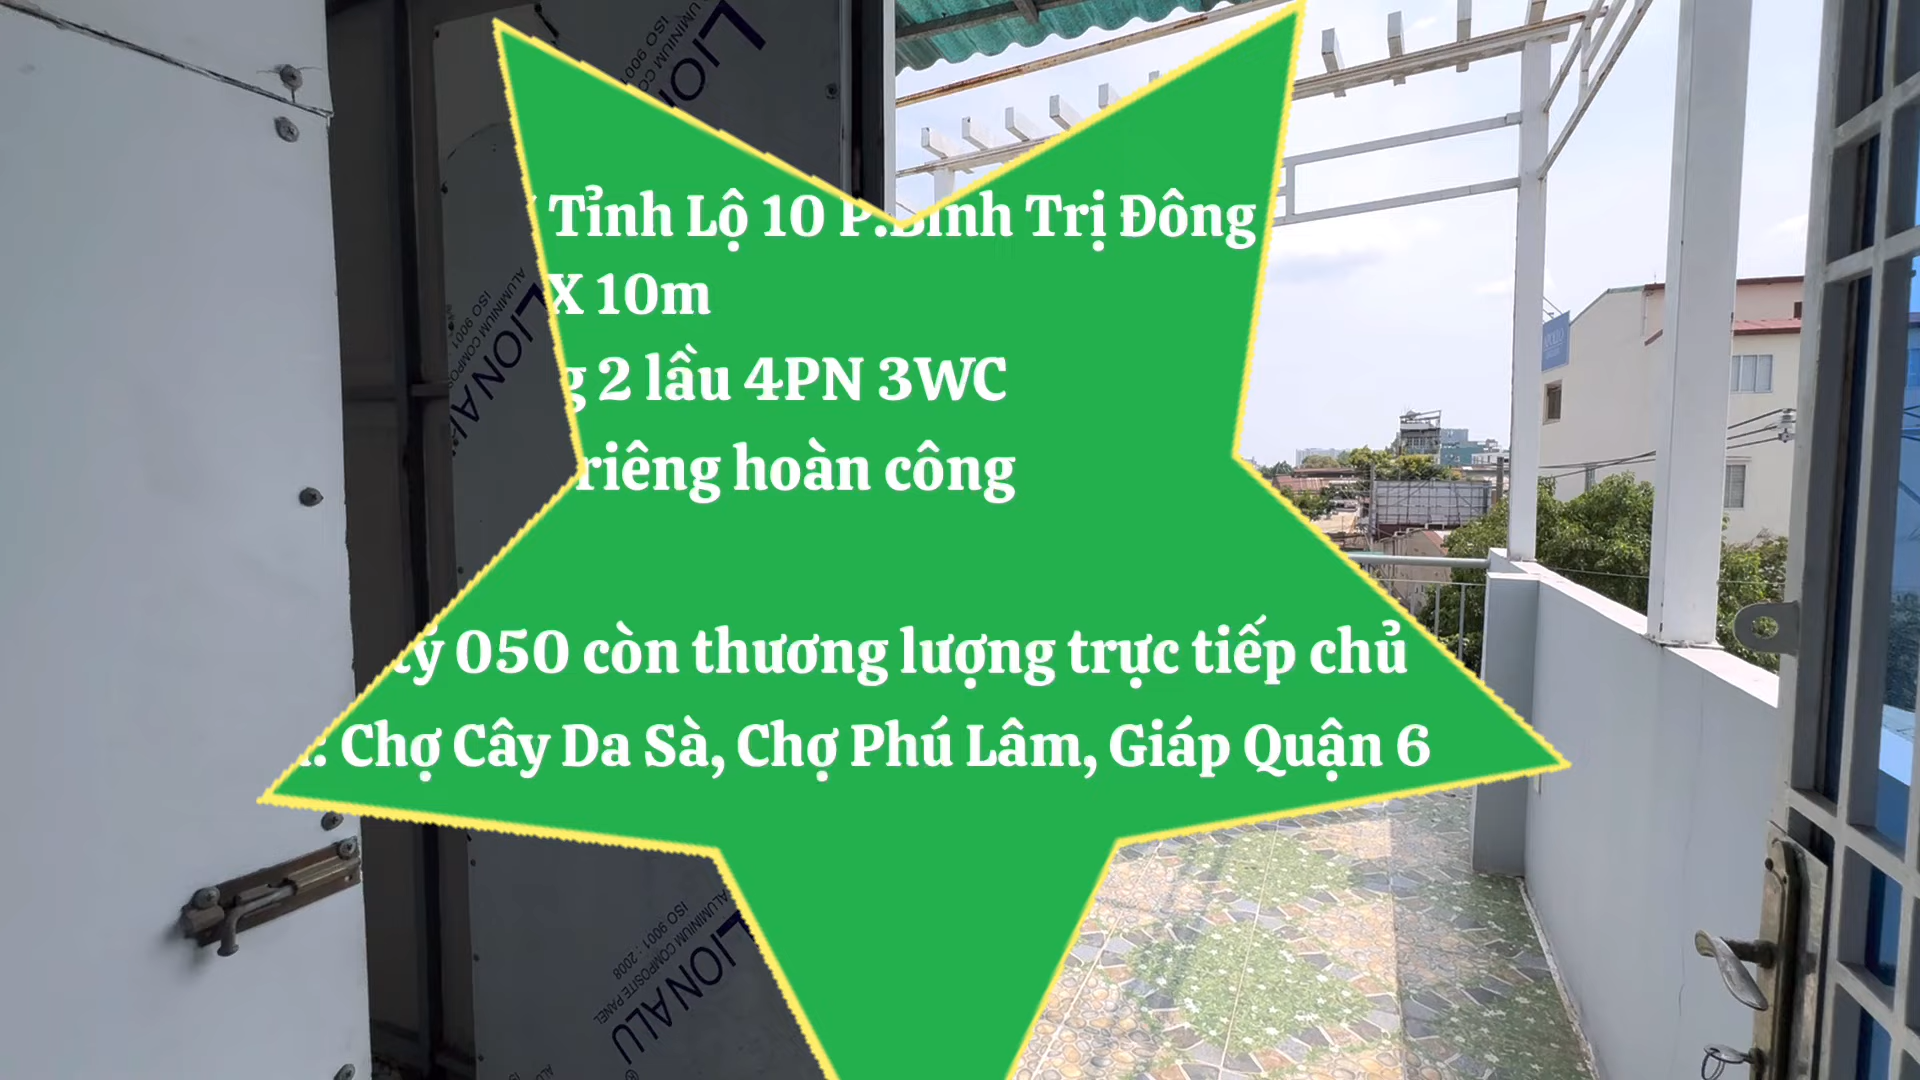 Tỉnh Lộ 10 P.Bình Trị Đông
X 10m
2 lầu 4PN 3WC
riêng hoàn công
tỷ 050 còn thương lượng trực tiếp chủ
Chợ Cây Da Sà, Chợ Phú Lâm, Giáp Quận 6
LIONALU
ALUMINIUM COMPOSITE PANEL
ISO 9001 : 2008